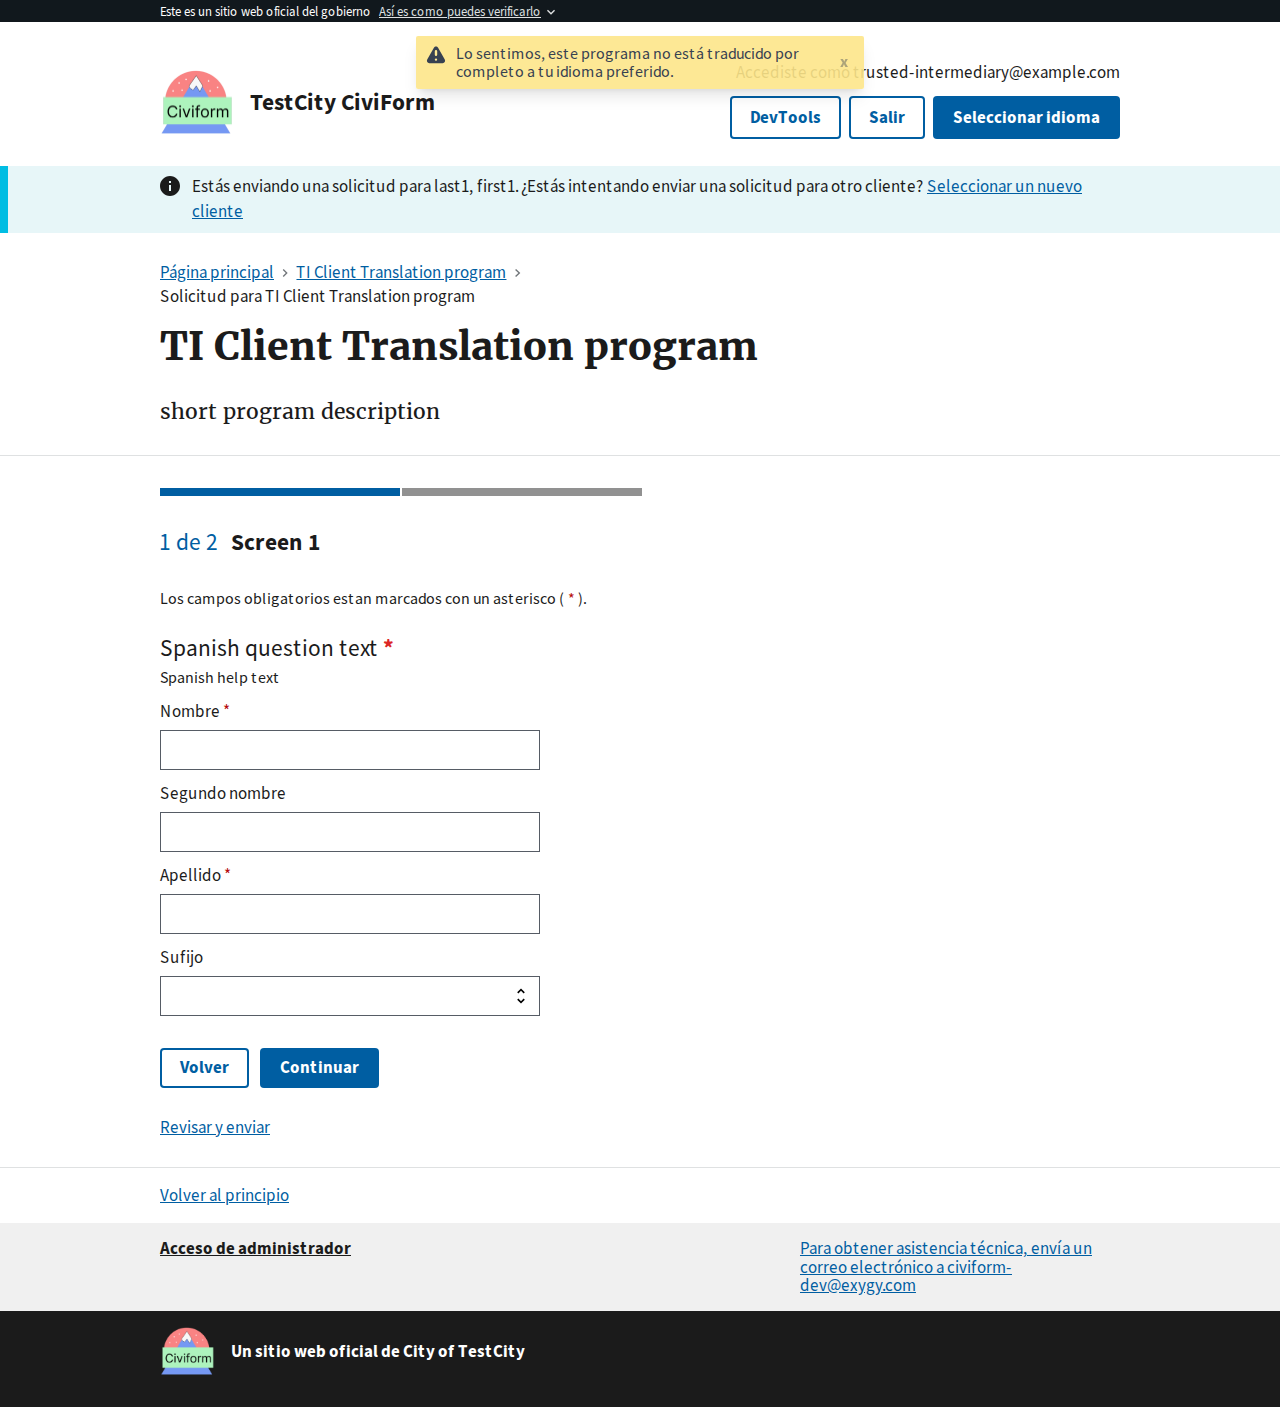 Este es un sitio web oficial del gobierno Así es como puedes verificarlo
Lo sentimos, este programa no está traducido por
completo a tu idioma preferido.
x
Accediste como trusted-intermediary@example.com
Civiform
TestCity CiviForm
DevTools
Salir
Seleccionar idioma
Estás enviando una solicitud para last1, first1. ¿Estás intentando enviar una solicitud para otro cliente? Seleccionar un nuevo
cliente
Página principal > TI Client Translation program >
Solicitud para TI Client Translation program
TI Client Translation program
short program description
1 de 2 Screen 1
Los campos obligatorios estan marcados con un asterisco ( * ).
Spanish question text *
Spanish help text
Nombre *
Segundo nombre
Apellido *
Sufijo
Volver
Continuar
Revisar y enviar
Volver al principio
Acceso de administrador
Para obtener asistencia técnica, envía un
correo electrónico a civiform-
dev@exygy.com
Civiform
Un sitio web oficial de City of TestCity